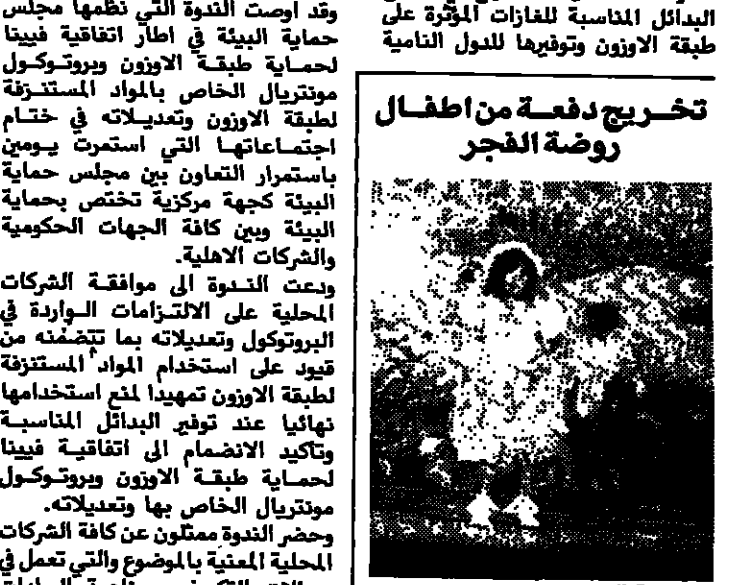 البدائل المناسبة للغازات المؤثرة على
طبقة الاوزون وتوفيرها للدول النامية
تخريج دفعة من اطفال
روضة الفجر
وقد اوصت الندوة التي نظمها مجلس
حماية البيئة في اطار اتفاقية فيينا
لحماية طبقة الاوزون وبروتوكول
مونتريال الخاص بالمواد المستنزفة
لطبقة الاوزون وتعديلاته في ختام
اجتماعاتها التي استمرت يومين
باستمرار التعاون بين مجلس حماية
البيئة كجهة مركزية تختص بحماية
البيئة وبين كافة الجهات الحكومية
والشركات الاهلية.
ودعت الندوة الى موافقة الشركات
المحلية على الالتزامات الواردة في
البروتوكول وتعديلاته بما تتضمنه من
قيود على استخدام المواد المستنزفة
لطبقة الاوزون تمهيدا لمنع استخدامها
نهائيا عند توفير البدائل المناسبة
وتاكيد الانضمام الى اتفاقية فيينا
لحماية طبقة الاوزون وبروتوكول
مونتريال الخاص بها وتعديلاته.
وحضر الندوة ممثلون عن كافة الشركات
المحلية المعنية بالموضوع والتي تعمل في